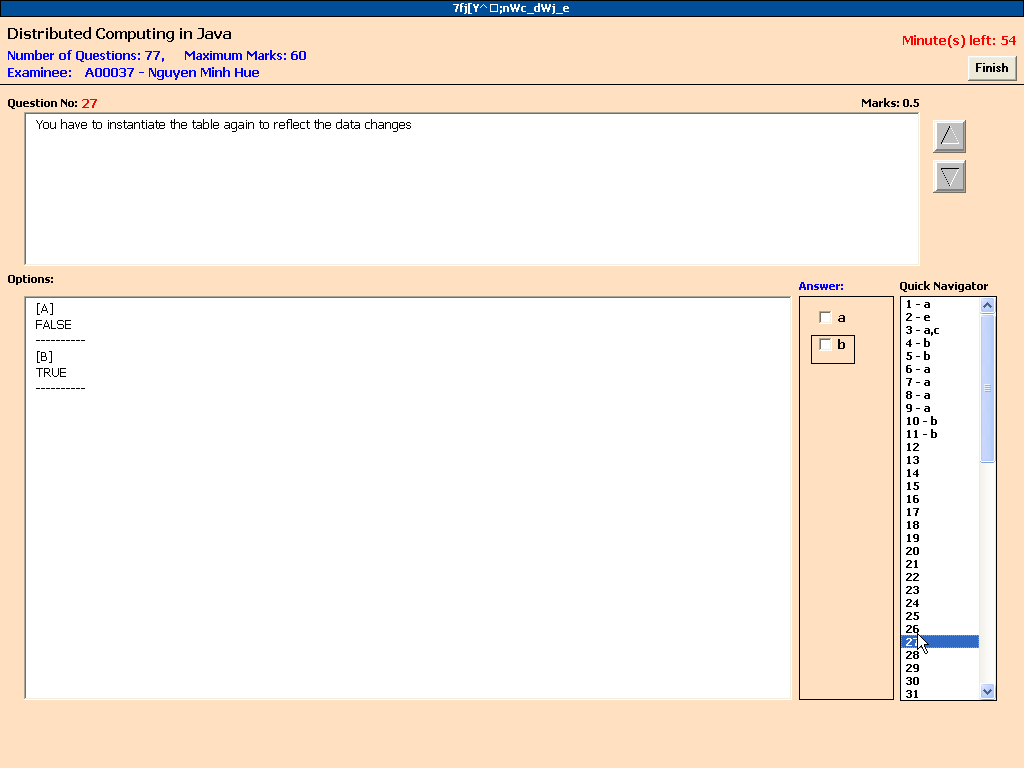 7fj[Y^ □;nWc_dWj_e
Distributed Computing in Java
Number of Questions: 77, Maximum Marks: 60
Minute(s) left: 54
Examinee: A00037 - Nguyen Minh Hue
Finish
Question No: 27
Marks: 0.5
You have to instantiate the table again to reflect the data changes
Options:
Answer:
Quick Navigator
[A]
FALSE
----------
[B]
TRUE
----------
a
b
1 - a
2 - e
3 - a,c
4 - b
5 - b
6 - a
7 - a
8 - a
9 - a
10 - b
11 - b
12
13
14
15
16
17
18
19
20
21
22
23
24
25
26
27
28
29
30
31